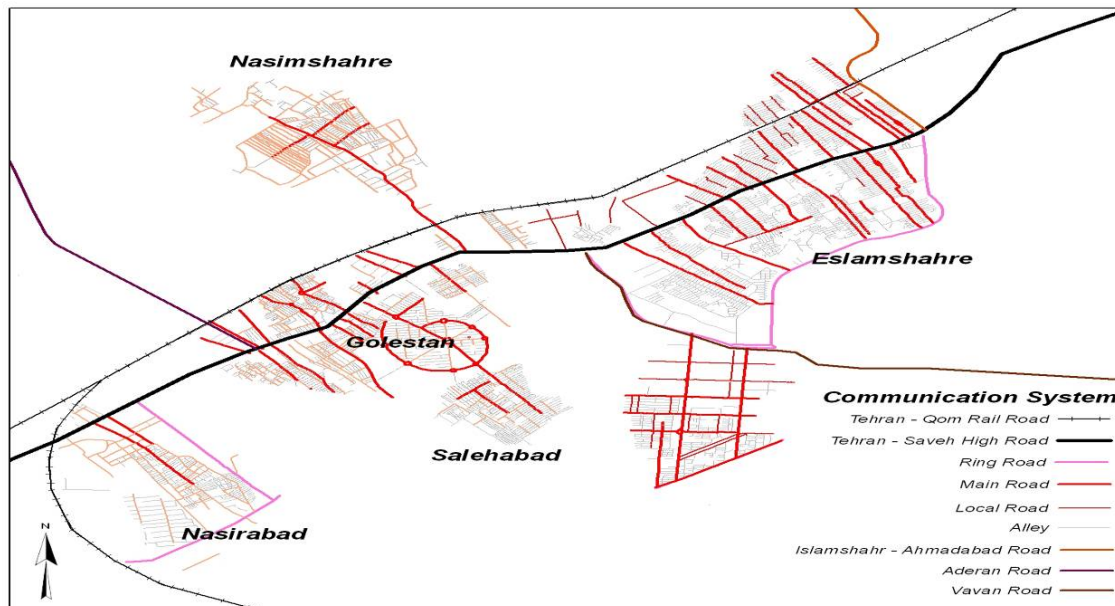 Nasimshahre
Eslamshahre
Golestan
Salehabad
Nasirabad
N
Communication System
Tehran - Qom Rail Road
Tehran - Saveh High Road
Ring Road
Main Road
Local Road
Alley
Islamshahr - Ahmadabad Road
Aderan Road
Vavan Road